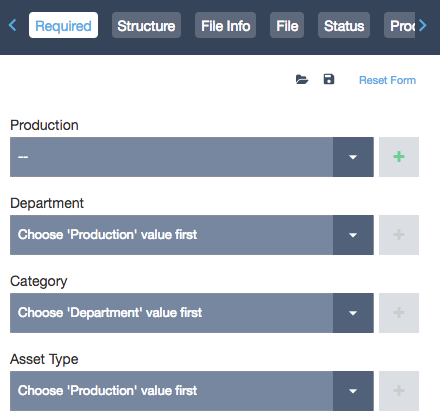 Required Structure File Info File Status
Reset Form
Production
--
Department
Choose 'Production' value first
Category
Choose 'Department' value first
Asset Type
Choose 'Production' value first